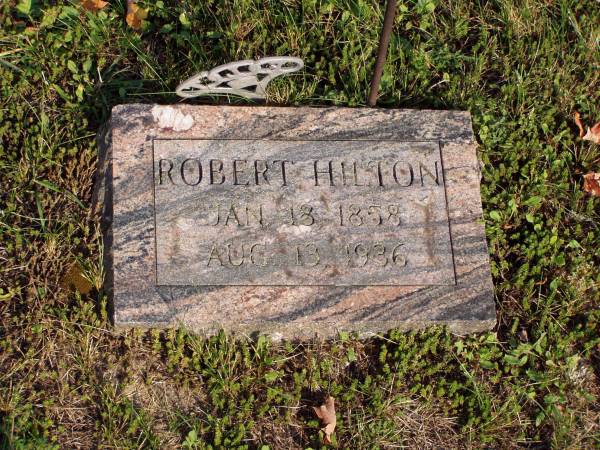 ROBERT HILTON
JAN. 18, 1858
AUG. 13, 1936